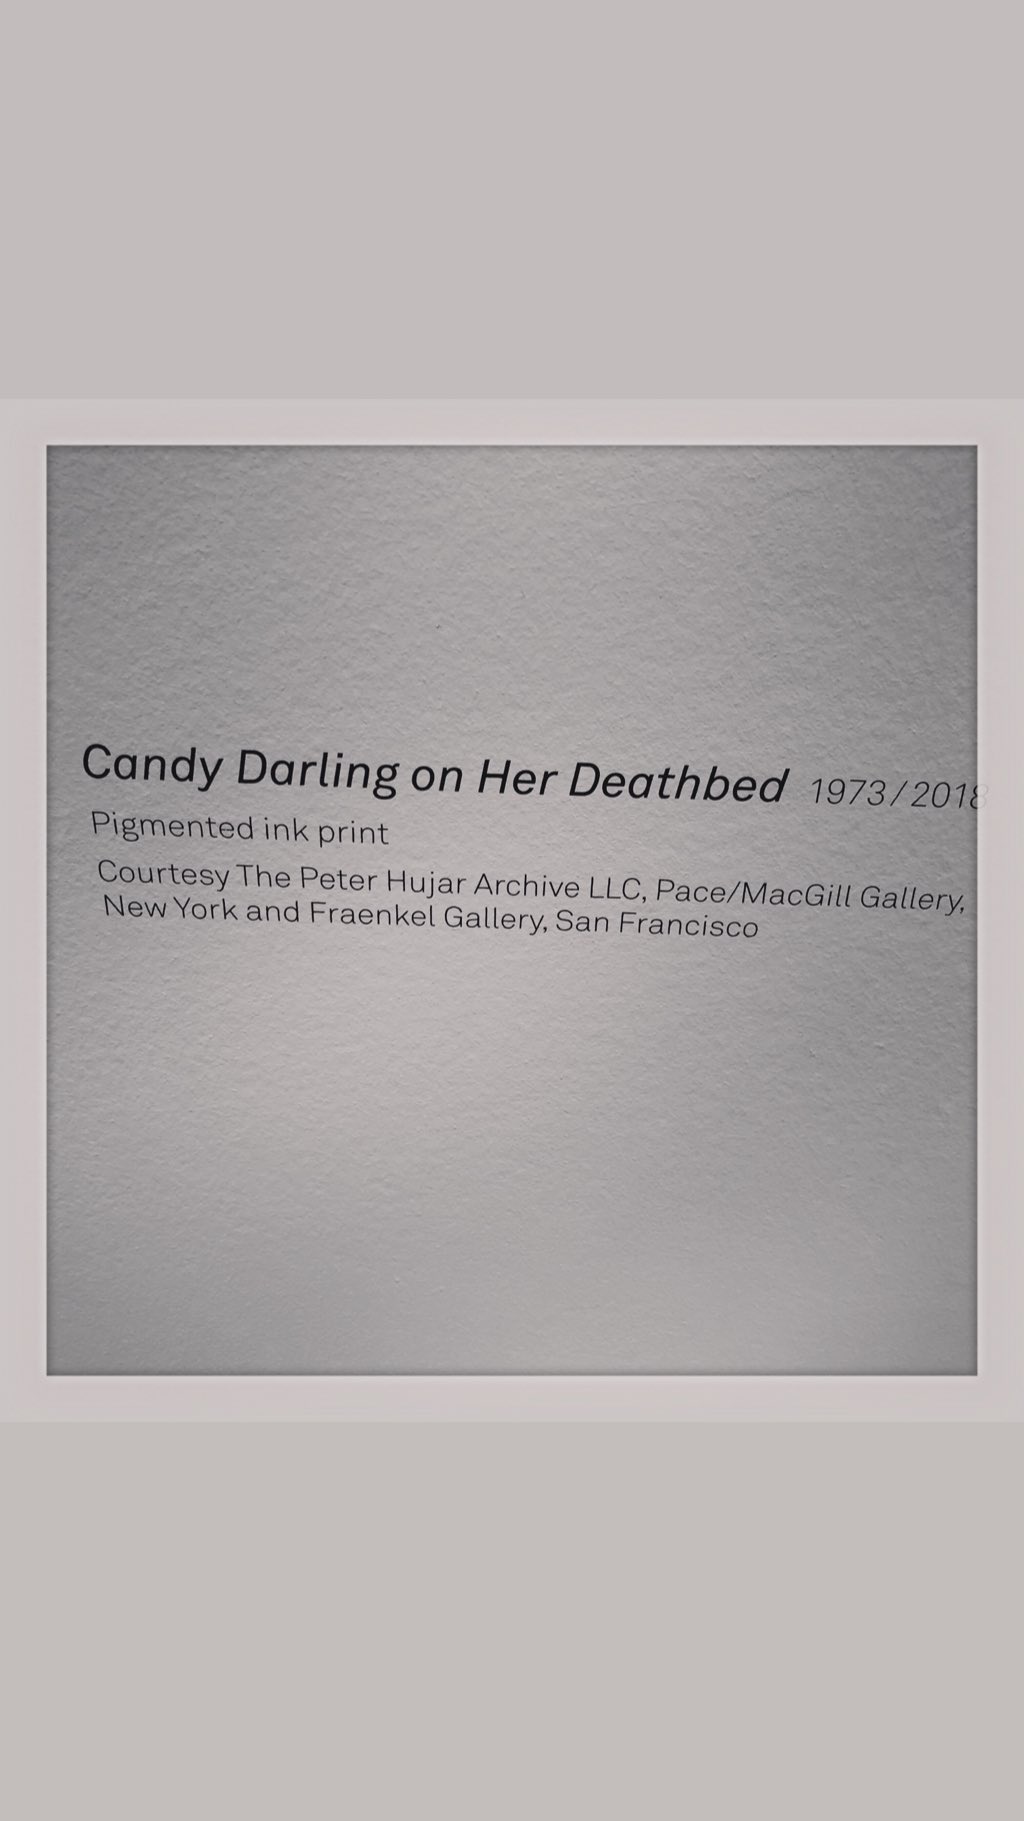 Candy Darling on Her Deathbed 1973/2018
Pigmented ink print
Courtesy The Peter Hujar Archive LLC, Pace/MacGill Gallery,
New York and Fraenkel Gallery, San Francisco